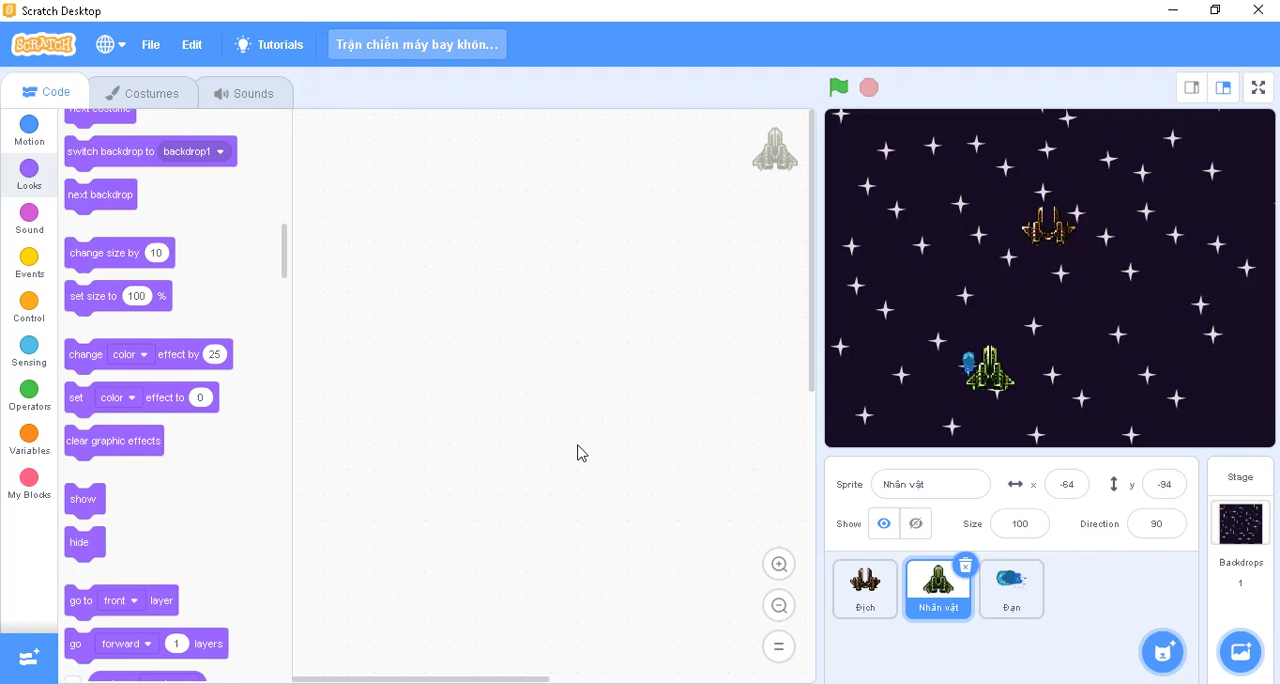 Scratch Desktop
SCRATCH File Edit Tutorials Trận chiến máy bay khôn...
Code Costumes Sounds
Motion
Looks
Sound
Events
Control
Sensing
Operators
Variables
My Blocks
next costume
switch backdrop to backdrop1
next backdrop
change size by 10
set size to 100 %
change color effect by 25
set color effect to 0
clear graphic effects
show
hide
go to front layer
go forward 1 layers
Sprite Nhân vật x -64 y -94
Show Size 100 Direction 90
Địch
Nhân vật
Đạn
Stage
Backdrops
1